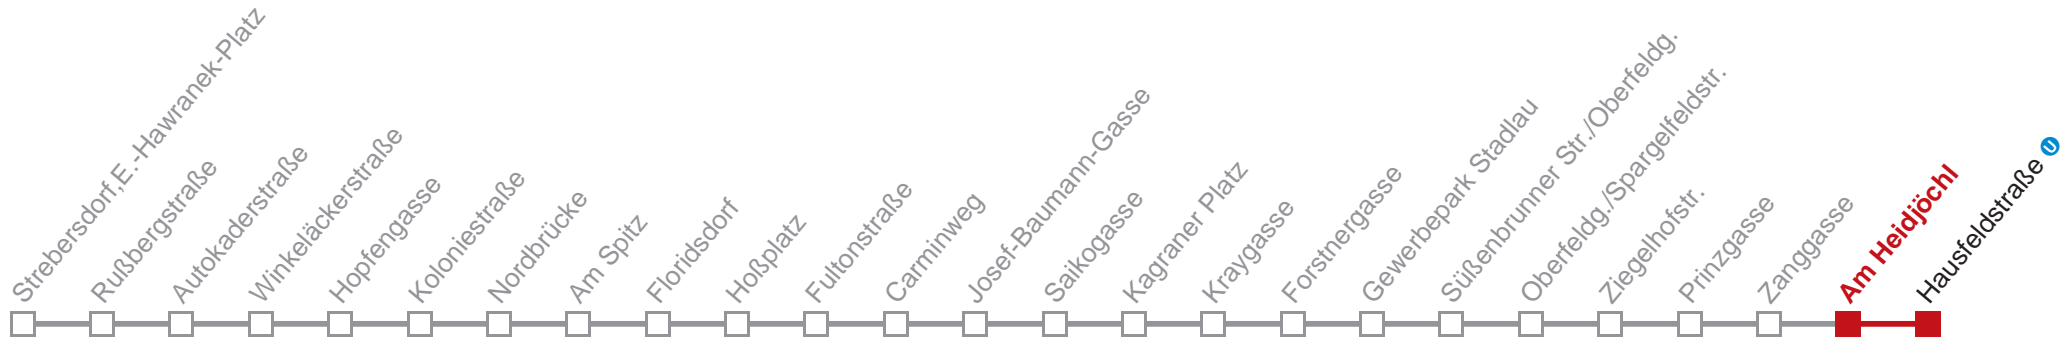 Strebersdorf,E.-Hawranek-Platz
Rußbergstraße
Autokaderstraße
Winkeläckerstraße
Hopfengasse
Koloniestraße
Nordbrücke
Am Spitz
Floridsdorf
Hoßplatz
Fultonstraße
Carminweg
Josef-Baumann-Gasse
Saikogasse
Kagraner Platz
Kraygasse
Forstnergasse
Gewerbepark Stadlau
Süßenbrunner Str./Oberfeldg.
Oberfeldg./Spargelfeldstr.
Ziegelhofstr.
Prinzgasse
Zanggasse
Am Heidjöchl
Hausfeldstraße U